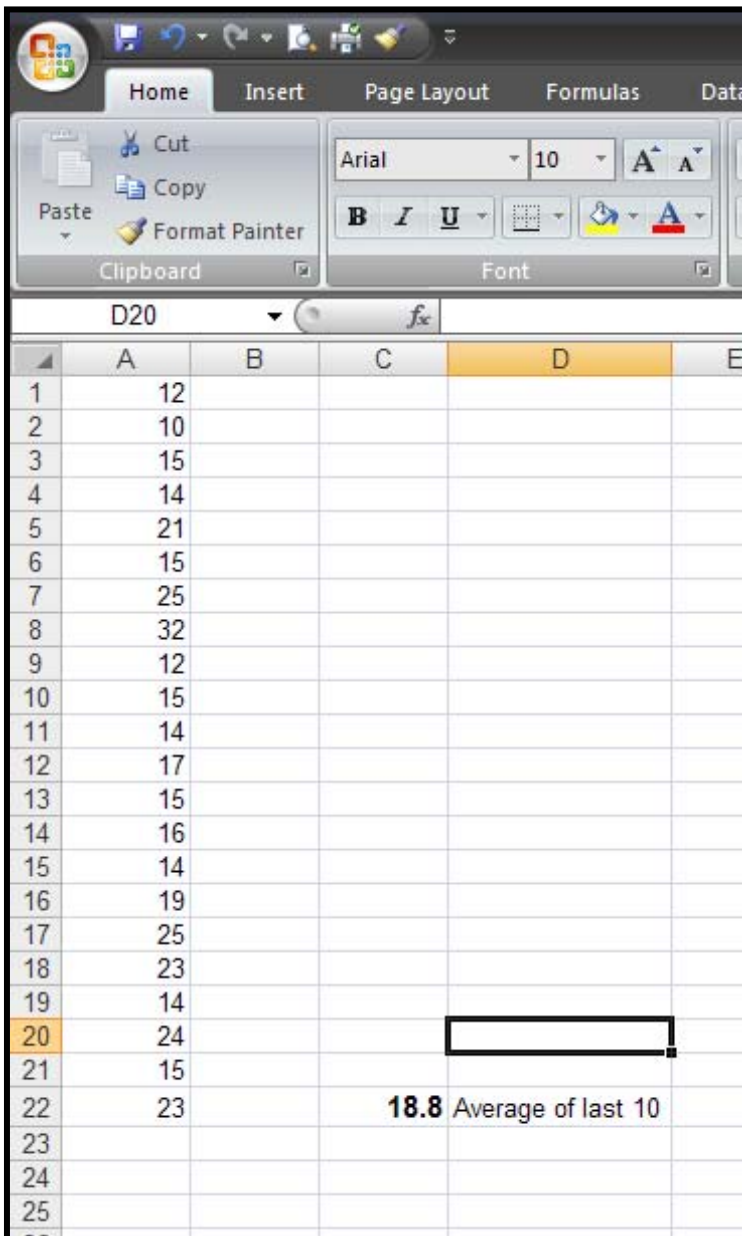 Home Insert Page Layout Formulas Data
Cut
Copy
Paste
Format Painter
Clipboard
Arial 10 A A
B I U A
Font
D20 fx
A B C D E
1 12
2 10
3 15
4 14
5 21
6 15
7 25
8 32
9 12
10 15
11 14
12 17
13 15
14 16
15 14
16 19
17 25
18 23
19 14
20 24
21 15
22 23 18.8 Average of last 10
23
24
25